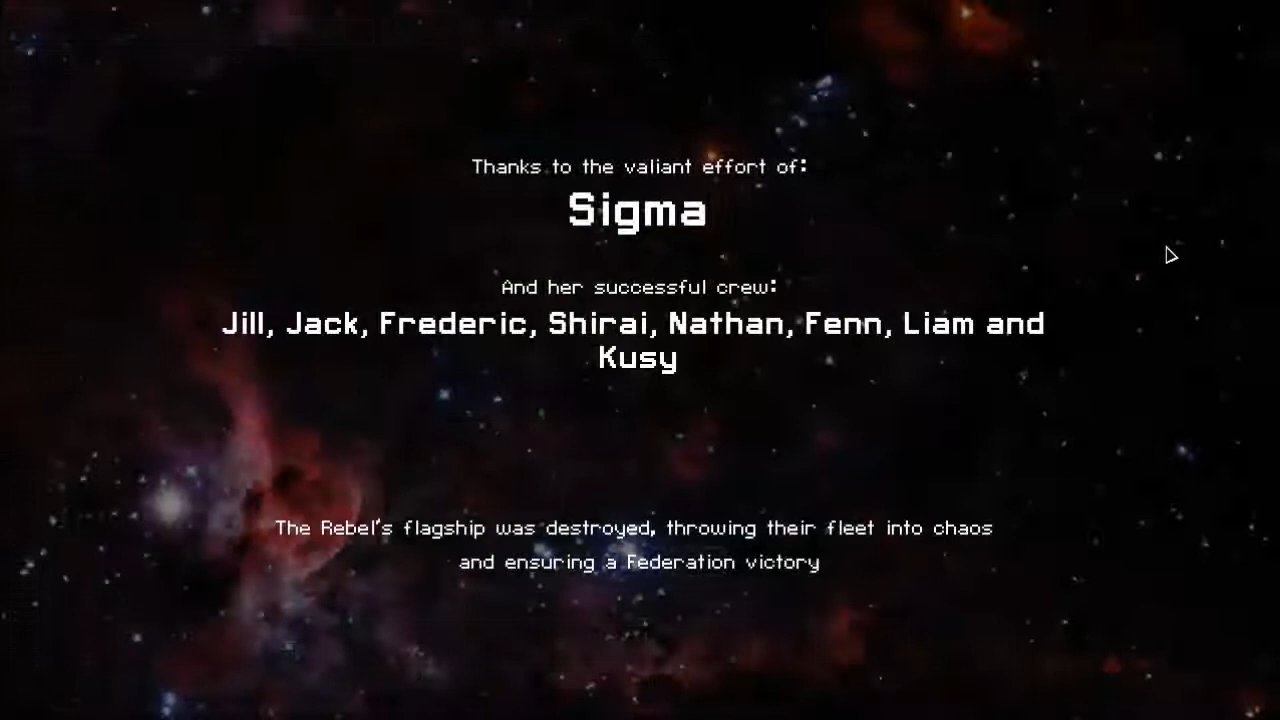 Thanks to the valiant effort of:
Sigma
And her successful crew:
Jill, Jack, Frederic, Shirai, Nathan, Fenn, Liam and
Kusy
The Rebel's flagship was destroyed, throwing their fleet into chaos
and ensuring a Federation victory